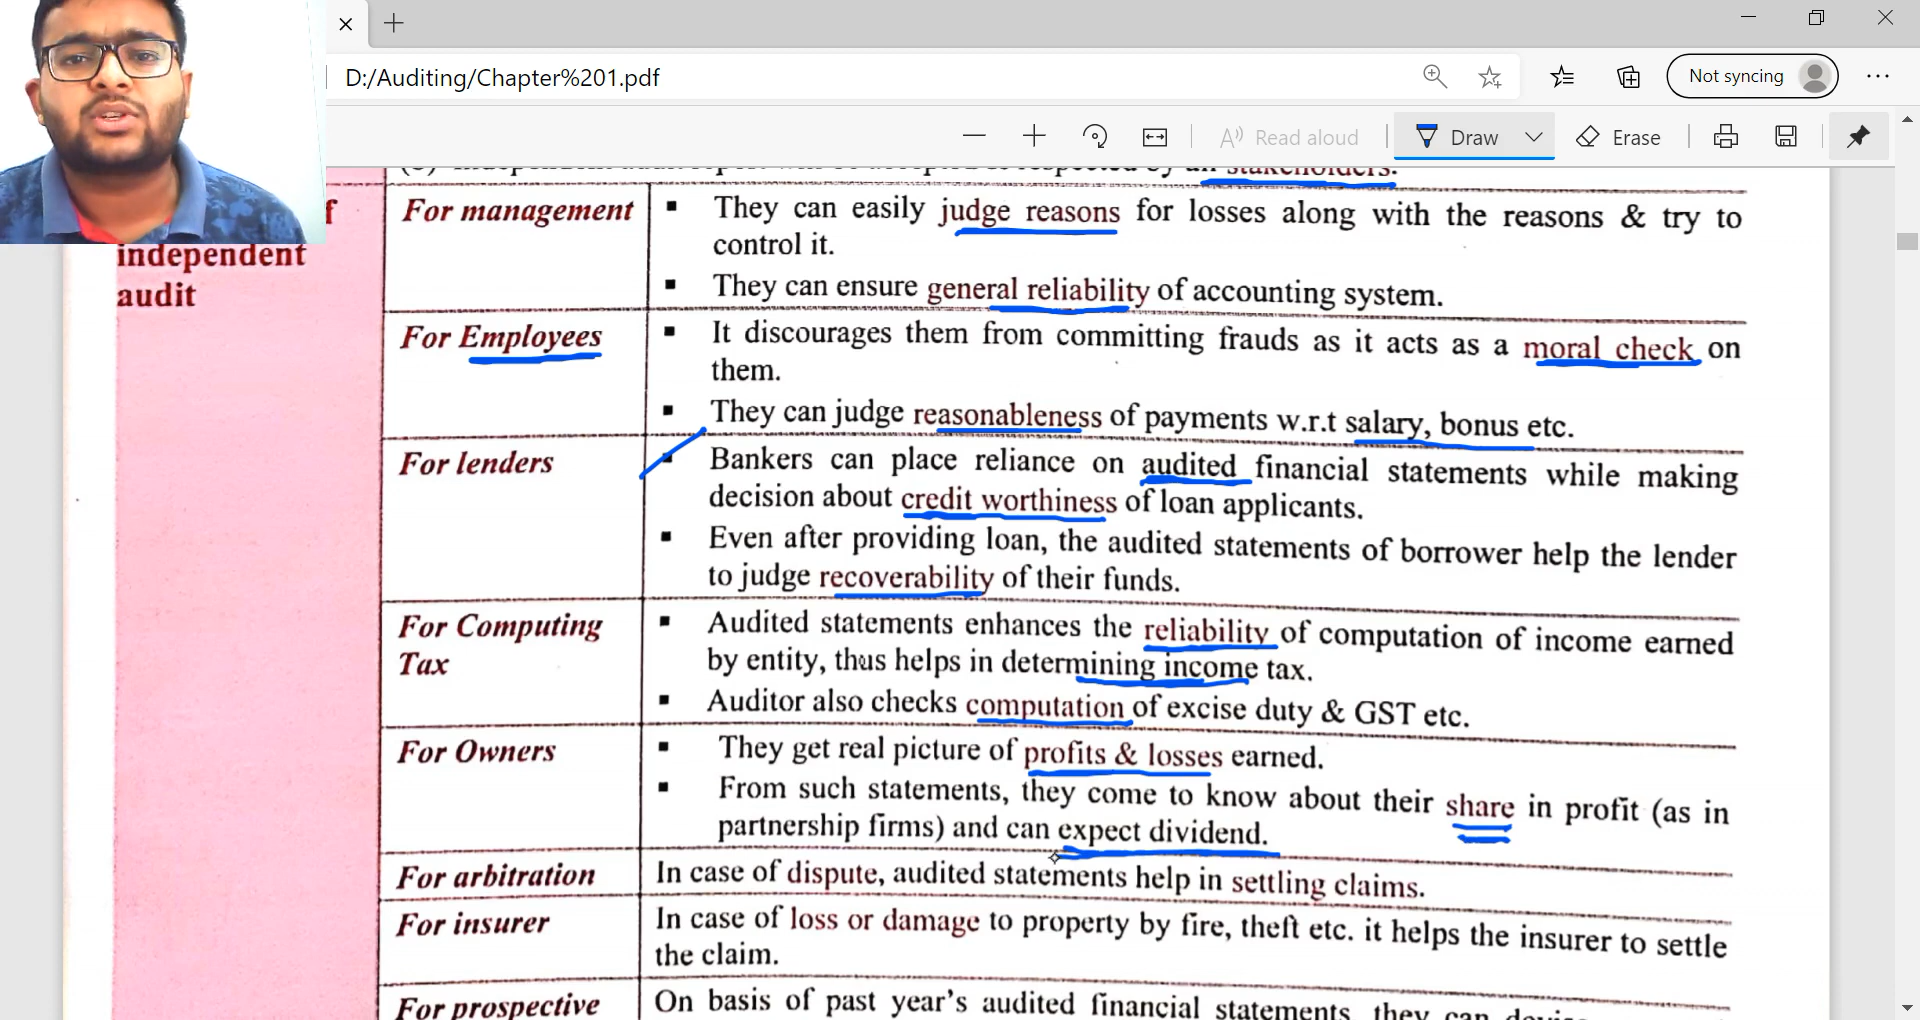 D:/Auditing/Chapter%201.pdf
Not syncing
Read aloud
Draw
Erase
stakeholders.
independent
audit
For management
▪ They can easily judge reasons for losses along with the reasons & try to
control it.
▪ They can ensure general reliability of accounting system.
For Employees
▪ It discourages them from committing frauds as it acts as a moral check on
them.
▪ They can judge reasonableness of payments w.r.t salary, bonus etc.
For lenders
▪ Bankers can place reliance on audited financial statements while making
decision about credit worthiness of loan applicants.
▪ Even after providing loan, the audited statements of borrower help the lender
to judge recoverability of their funds.
For Computing
Tax
▪ Audited statements enhances the reliability of computation of income earned
by entity, thus helps in determining income tax.
▪ Auditor also checks computation of excise duty & GST etc.
For Owners
▪ They get real picture of profits & losses earned.
▪ From such statements, they come to know about their share in profit (as in
partnership firms) and can expect dividend.
For arbitration
In case of dispute, audited statements help in settling claims.
For insurer
In case of loss or damage to property by fire, theft etc. it helps the insurer to settle
the claim.
For prospective
On basis of past year's audited financial statements, they can